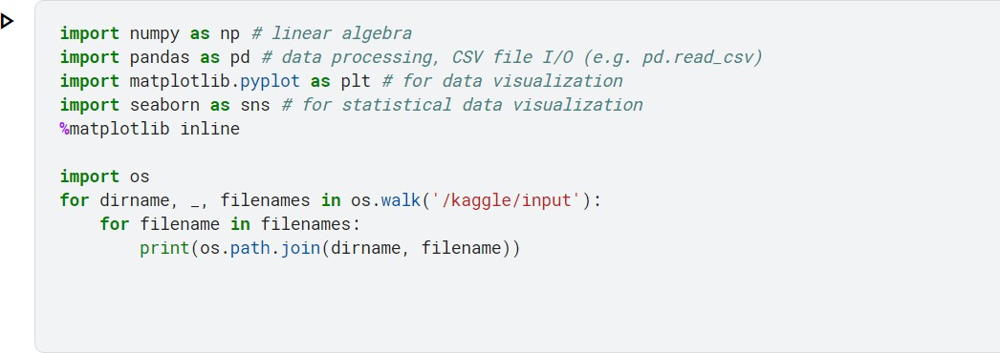 import numpy as np # linear algebra
import pandas as pd # data processing, CSV file I/O (e.g. pd.read_csv)
import matplotlib.pyplot as plt # for data visualization
import seaborn as sns # for statistical data visualization
%matplotlib inline

import os
for dirname, _, filenames in os.walk('/kaggle/input'):
    for filename in filenames:
        print(os.path.join(dirname, filename))